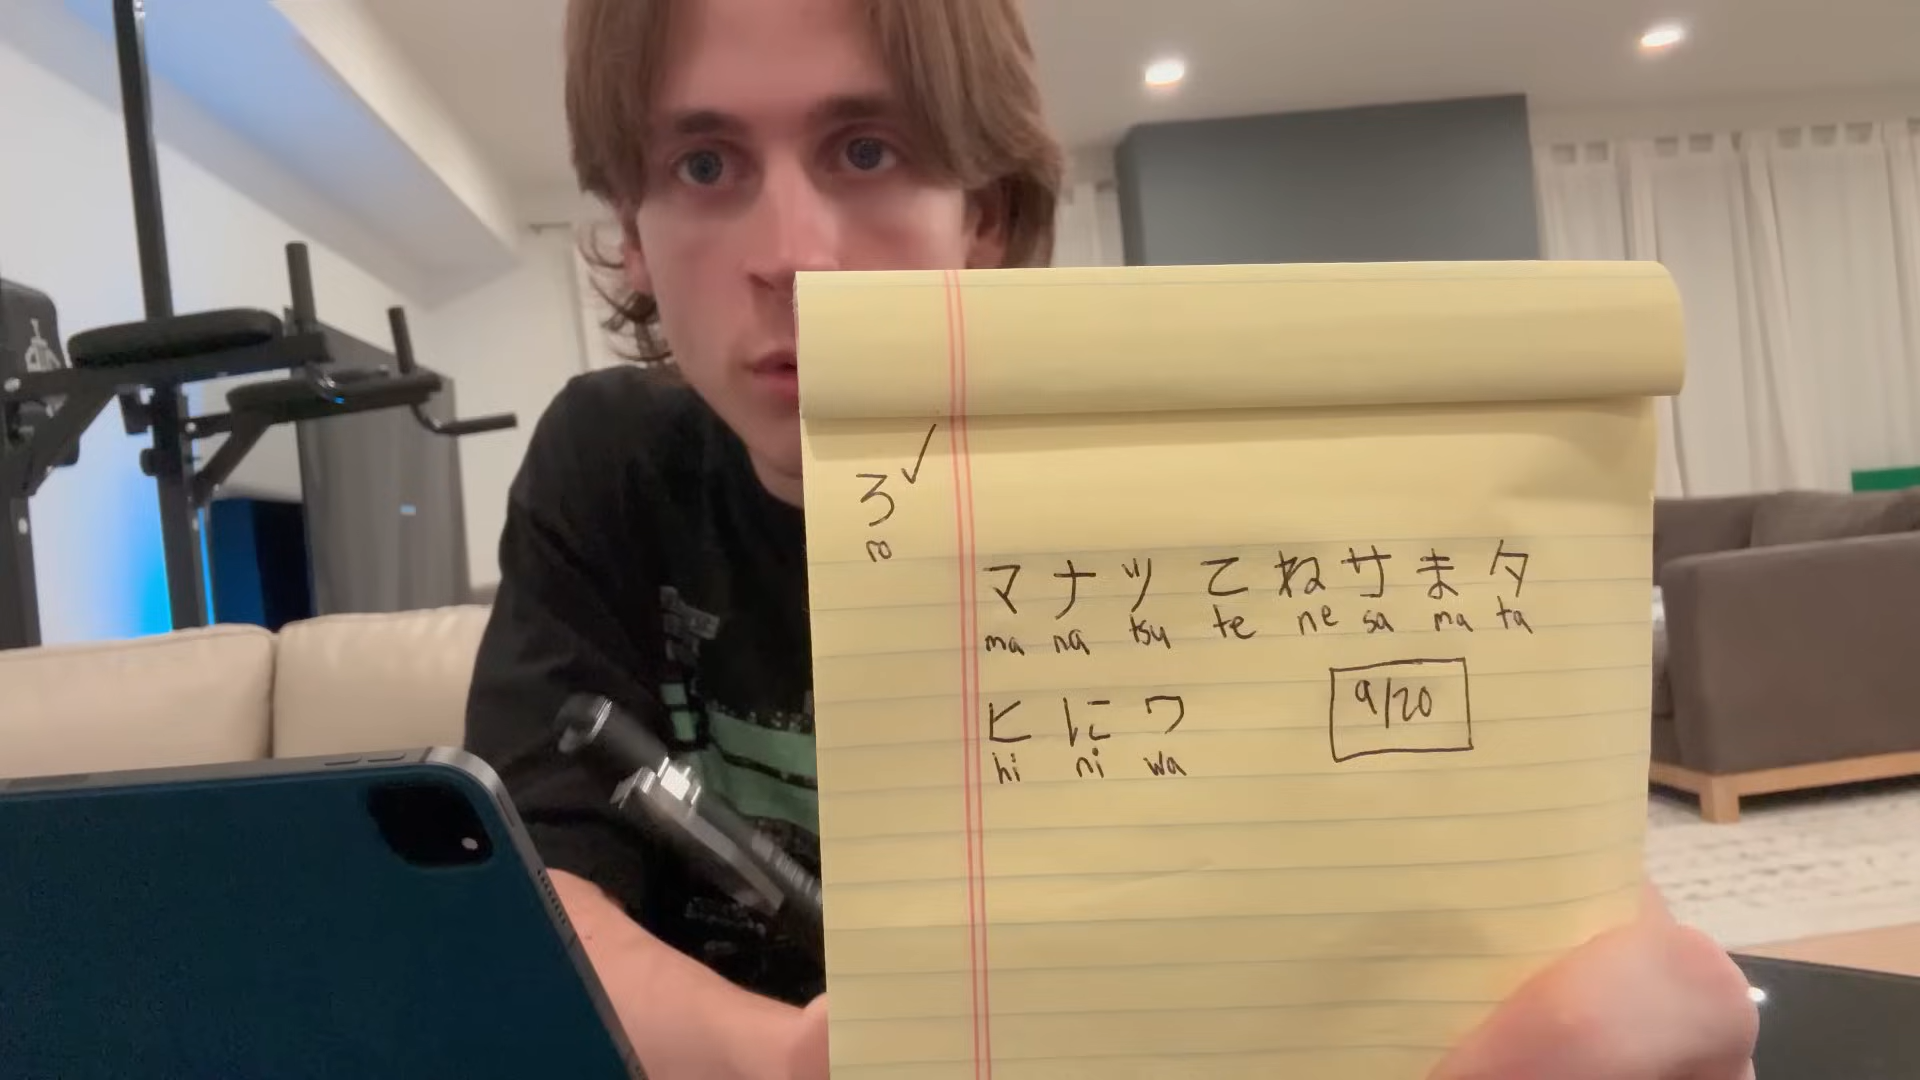 ろ ✓
ro
マ ナ ツ て ね サ ま タ
ma na tsu te ne sa ma ta
ヒ に ワ
hi ni wa
9/20